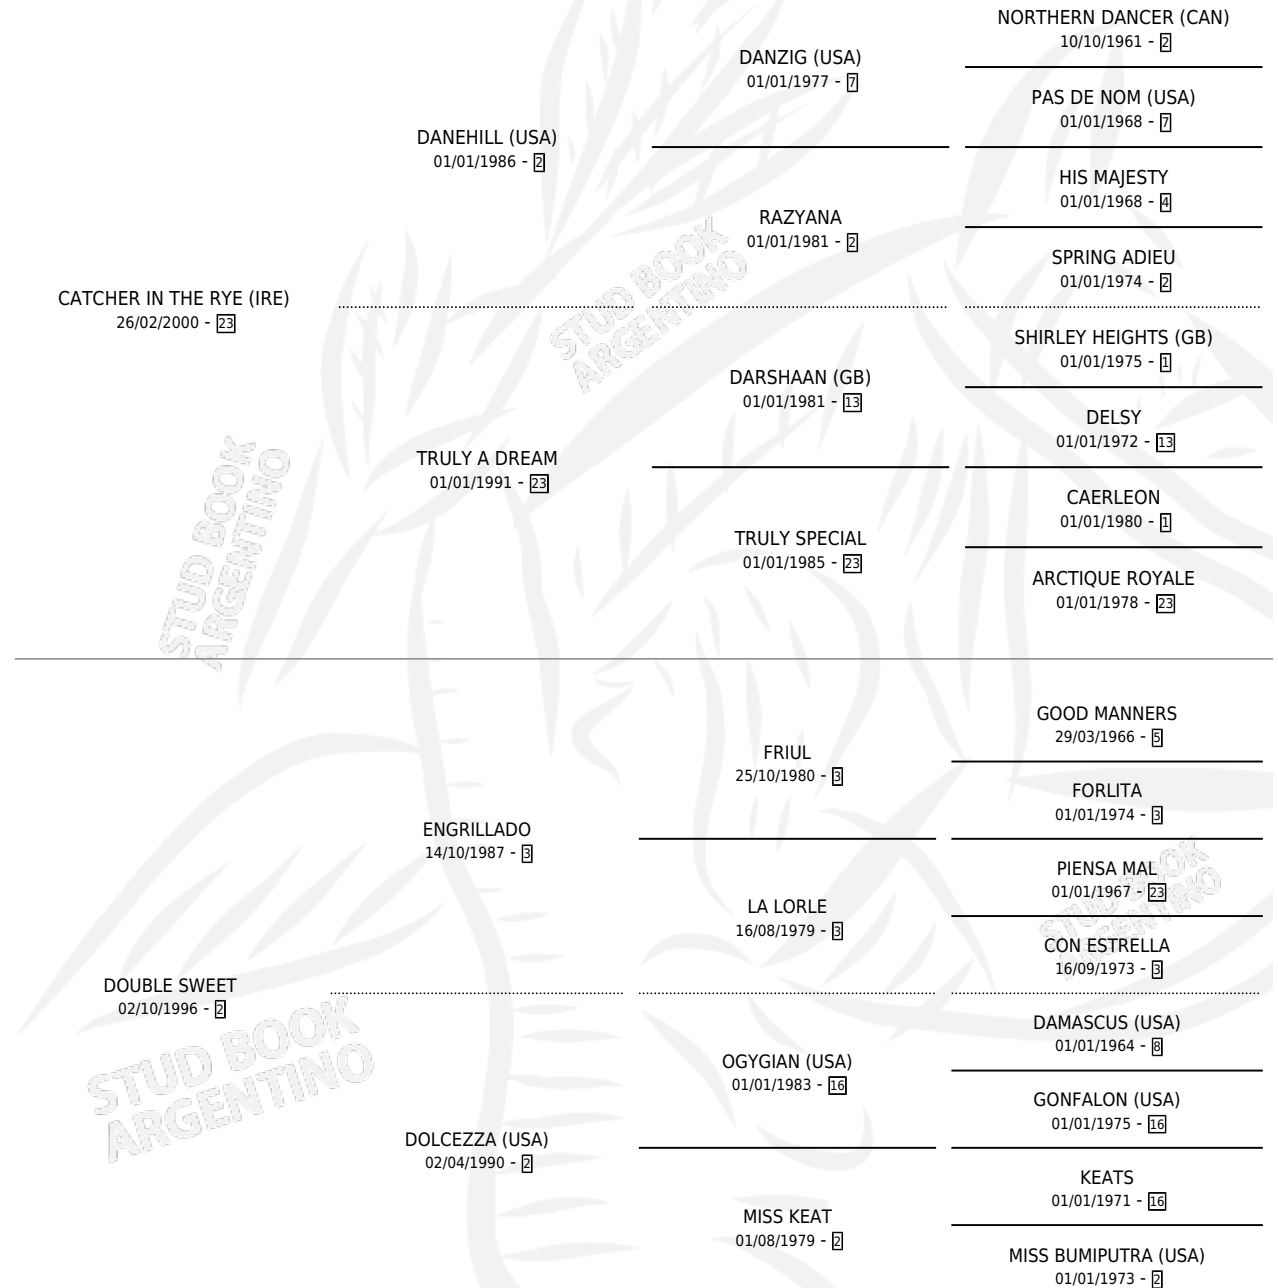 NORTHERN DANCER (CAN)
10/10/1961 - 2
DANZIG (USA)
01/01/1977 - 7
PAS DE NOM (USA)
01/01/1968 - 7
DANEHILL (USA)
01/01/1986 - 2
HIS MAJESTY
01/01/1968 - 4
RAZYANA
01/01/1981 - 2
SPRING ADIEU
01/01/1974 - 2
CATCHER IN THE RYE (IRE)
26/02/2000 - 23
STUD BOOK
ARGENTINO
SHIRLEY HEIGHTS (GB)
01/01/1975 - 1
DARSHAAN (GB)
01/01/1981 - 13
DELSY
01/01/1972 - 13
TRULY A DREAM
01/01/1991 - 23
CAERLEON
01/01/1980 - 1
TRULY SPECIAL
01/01/1985 - 23
ARCTIQUE ROYALE
01/01/1978 - 23
STUD BOOK
ARGENTINO
GOOD MANNERS
29/03/1966 - 5
FRIUL
25/10/1980 - 3
FORLITA
01/01/1974 - 3
ENGRILLADO
14/10/1987 - 3
PIENSA MAL
01/01/1967 - 23
LA LORLE
16/08/1979 - 3
STUD BOOK
ARGENTINO
CON ESTRELLA
16/09/1973 - 3
DOUBLE SWEET
02/10/1996 - 2
DAMASCUS (USA)
01/01/1964 - 8
OGYGIAN (USA)
01/01/1983 - 16
STUD BOOK
ARGENTINO
GONFALON (USA)
01/01/1975 - 16
DOLCEZZA (USA)
02/04/1990 - 2
KEATS
01/01/1971 - 16
MISS KEAT
01/08/1979 - 2
MISS BUMIPUTRA (USA)
01/01/1973 - 2